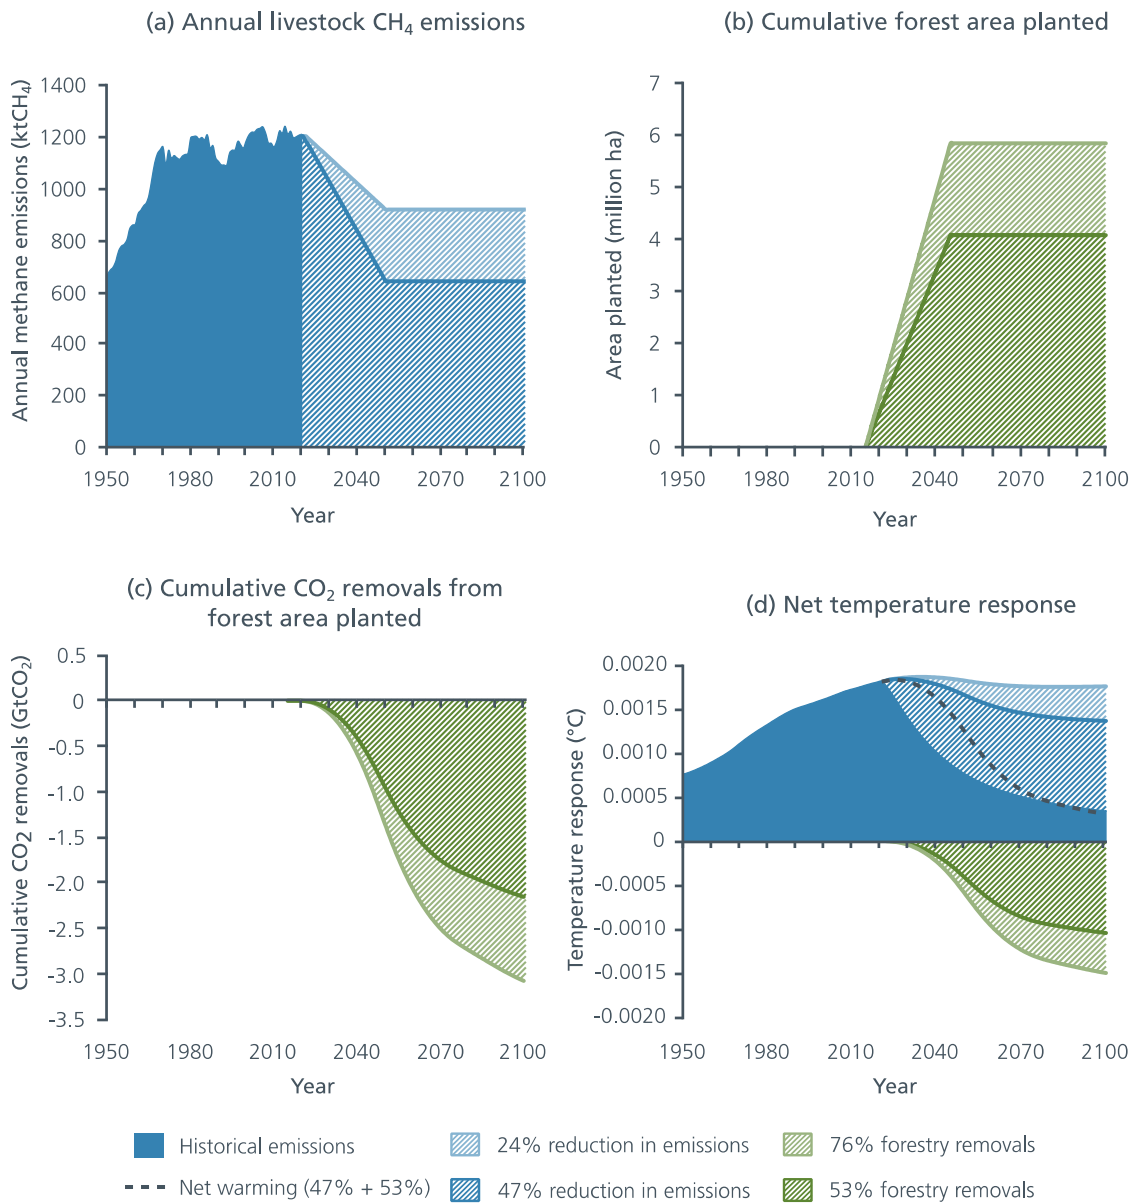 (a) Annual livestock CH₄ emissions
Annual methane emissions (ktCH₄)
1400
1200
1000
800
600
400
200
0
1950 1980 2010 2040 2070 2100
Year
(b) Cumulative forest area planted
Area planted (million ha)
7
6
5
4
3
2
1
0
1950 1980 2010 2040 2070 2100
Year
(c) Cumulative CO₂ removals from
forest area planted
Cumulative CO2 removals (GtCO₂)
0.5
0
-0.5
-1.0
-1.5
-2.0
-2.5
-3.0
-3.5
1950 1980 2010 2040 2070 2100
Year
(d) Net temperature response
Temperature response (°C)
0.0020
0.0015
0.0010
0.0005
0
-0.0005
-0.0010
-0.0015
-0.0020
1950 1980 2010 2040 2070 2100
Year
Historical emissions
24% reduction in emissions
76% forestry removals
Net warming (47% + 53%)
47% reduction in emissions
53% forestry removals